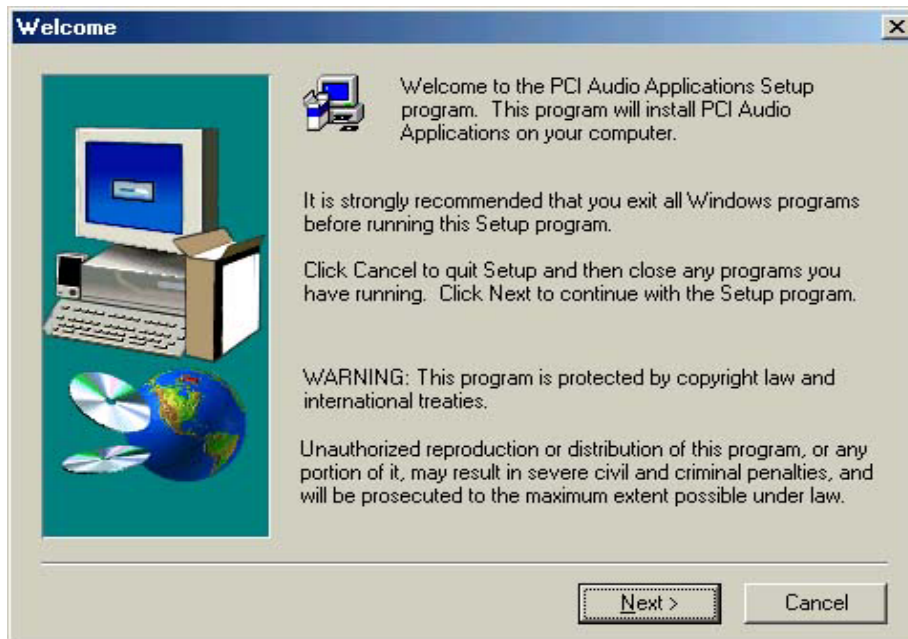 Welcome
Welcome to the PCI Audio Applications Setup
program. This program will install PCI Audio
Applications on your computer.
It is strongly recommended that you exit all Windows programs
before running this Setup program.
Click Cancel to quit Setup and then close any programs you
have running. Click Next to continue with the Setup program.
WARNING: This program is protected by copyright law and
international treaties.
Unauthorized reproduction or distribution of this program, or any
portion of it, may result in severe civil and criminal penalties, and
will be prosecuted to the maximum extent possible under law.
Next >
Cancel